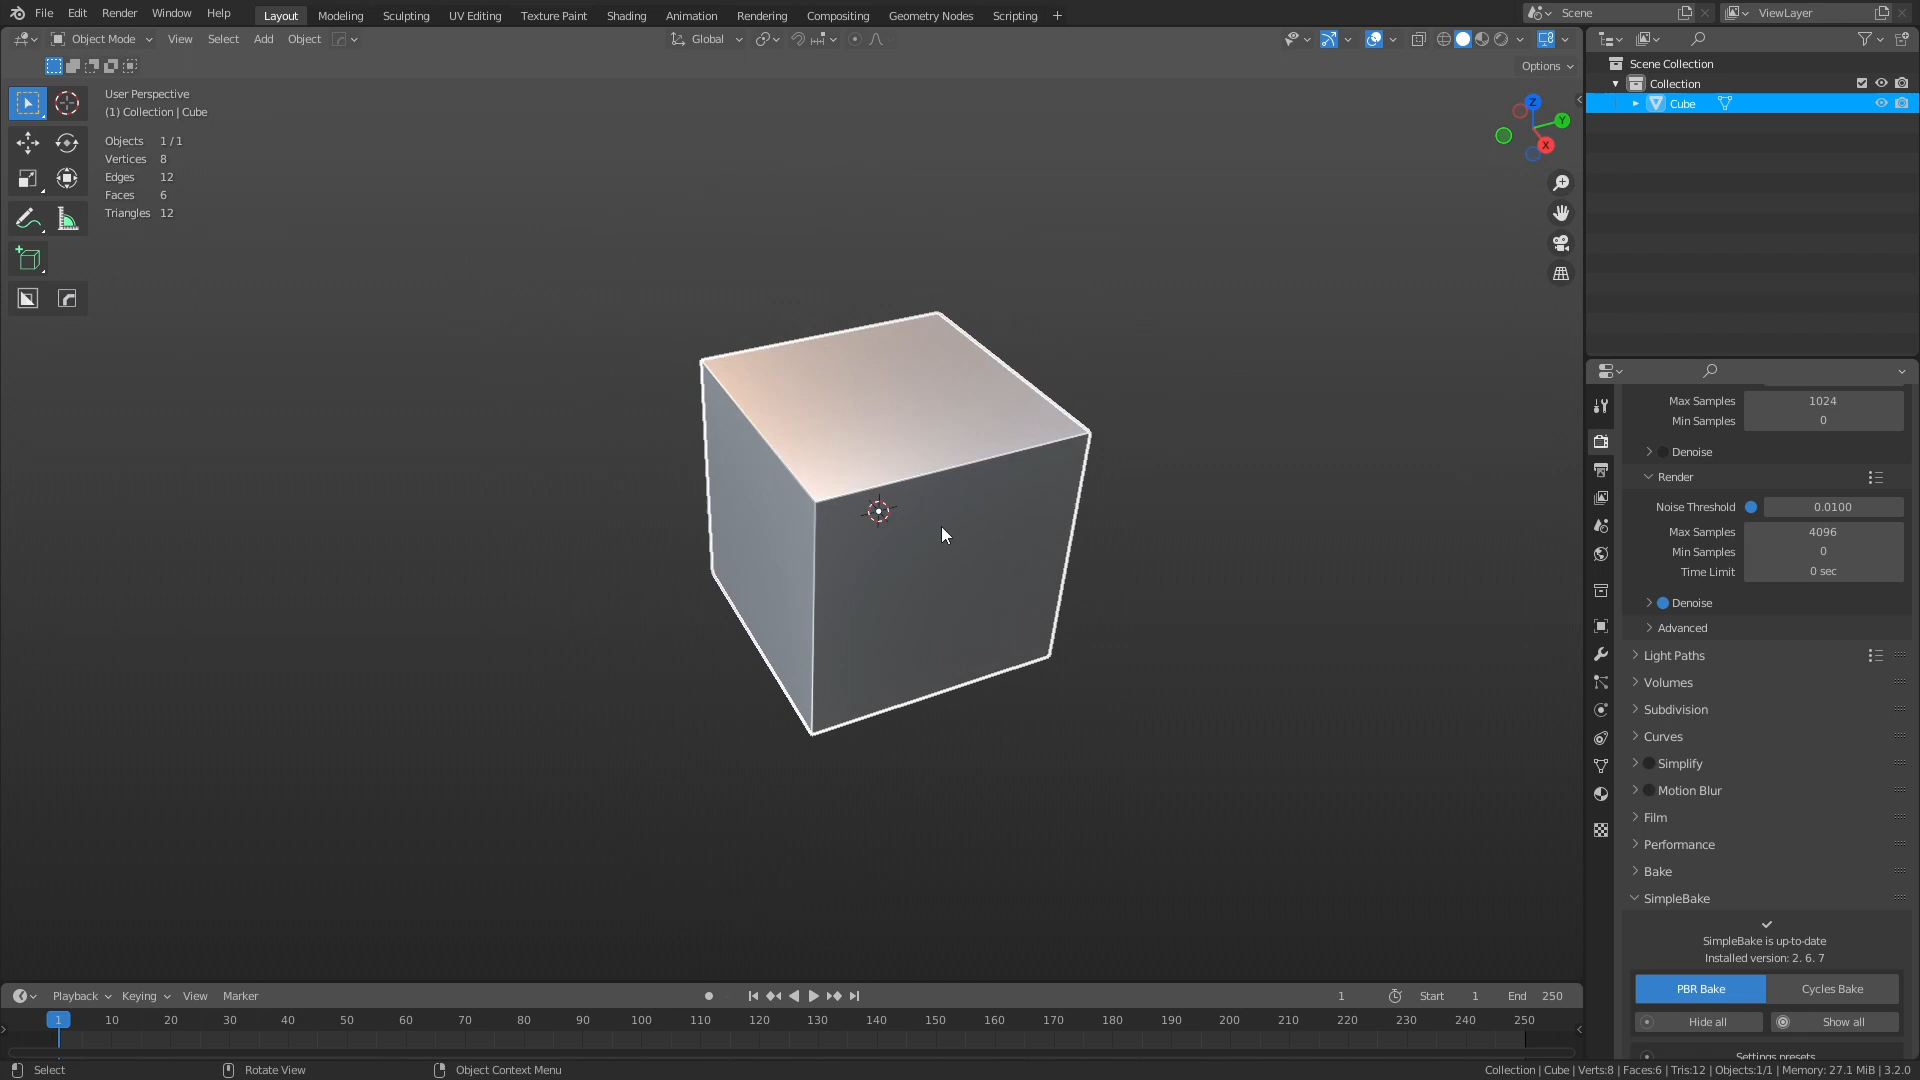 File Edit Render Window Help Layout Modeling Sculpting UV Editing Texture Paint Shading Animation Rendering Compositing Geometry Nodes Scripting + Scene ViewLayer
Object Mode View Select Add Object Global
Options
User Perspective
(1) Collection | Cube
Objects 1 / 1
Vertices 8
Edges 12
Faces 6
Triangles 12
Z
Y
X
Scene Collection
Collection
Cube
Max Samples 1024
Min Samples 0
Denoise
Render
Noise Threshold 0.0100
Max Samples 4096
Min Samples 0
Time Limit 0 sec
Denoise
Advanced
Light Paths
Volumes
Subdivision
Curves
Simplify
Motion Blur
Film
Performance
Bake
SimpleBake
SimpleBake is up-to-date
Installed version: 2. 6. 7
PBR Bake Cycles Bake
Hide all Show all
Settings presets
Playback Keying View Marker 1 Start 1 End 250
1 10 20 30 40 50 60 70 80 90 100 110 120 130 140 150 160 170 180 190 200 210 220 230 240 250
Select Rotate View Object Context Menu Collection | Cube | Verts:8 | Faces:6 | Tris:12 | Objects:1/1 | Memory: 27.1 MiB | 3.2.0